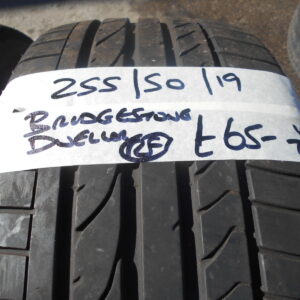 255/50/19
BRIDGESTONE
DUELLER RF £65-